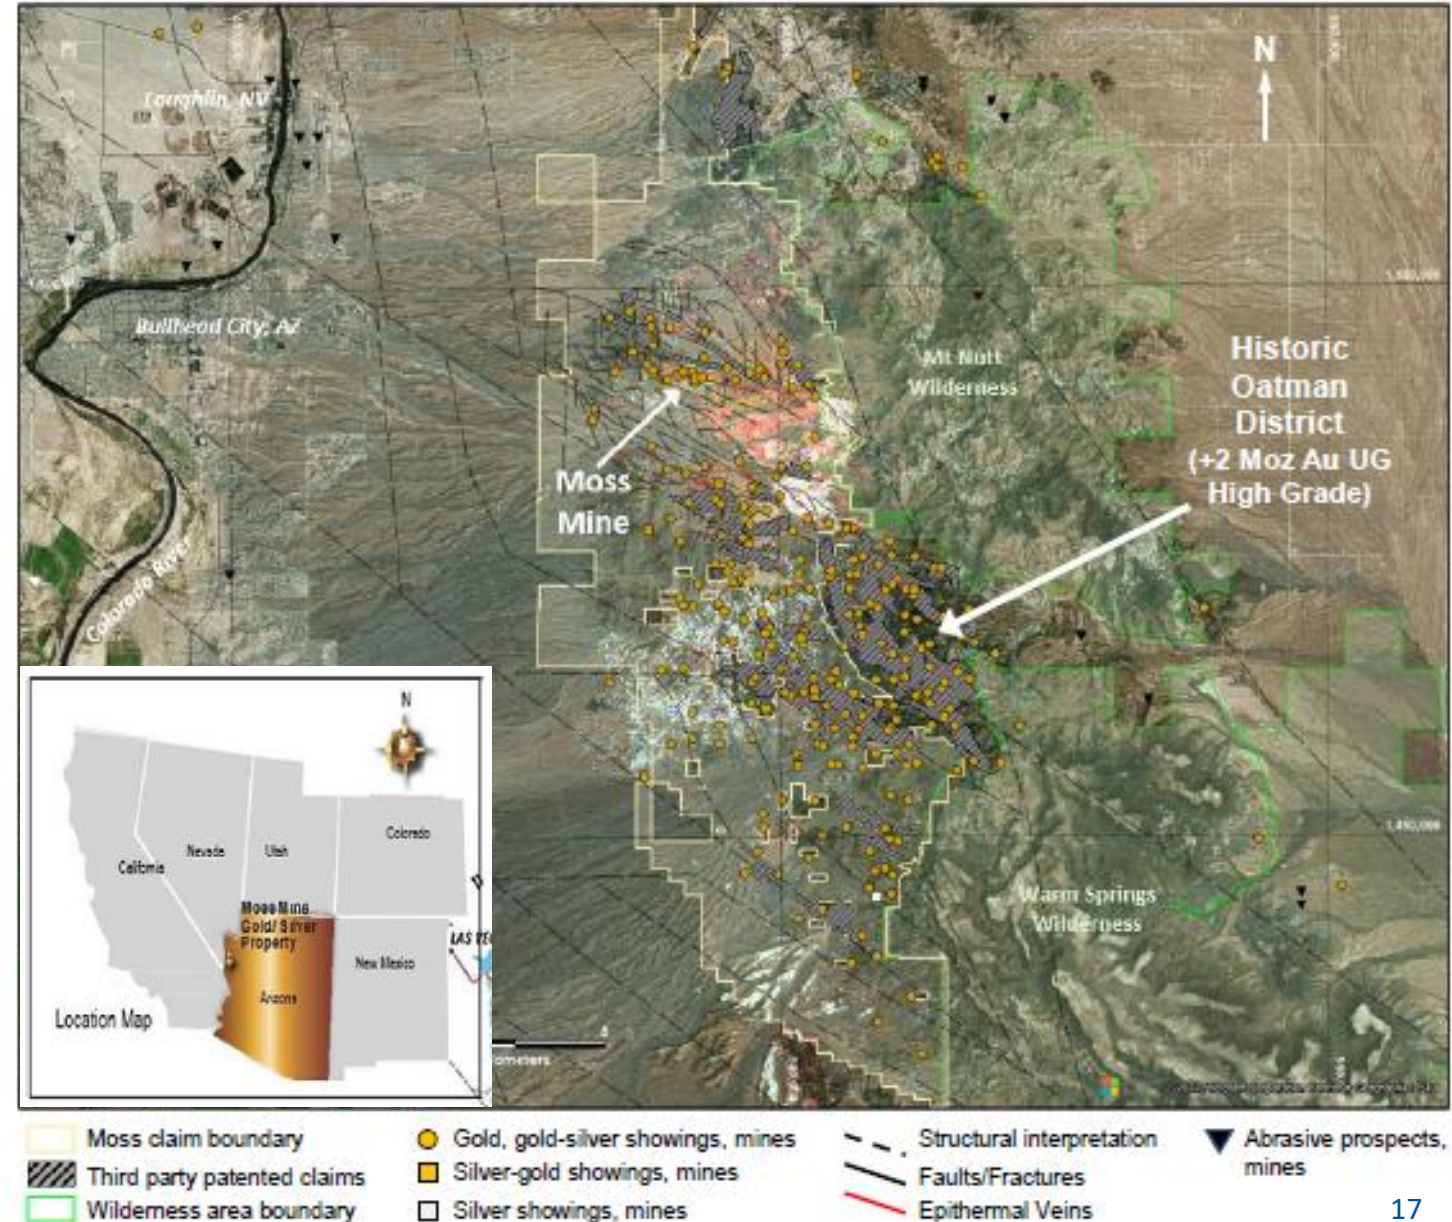 N
Laughlin, NV
Bullhead City, AZ
Colorado River
Mt Nutt
Wilderness
Historic
Oatman
District
(+2 Moz Au UG
High Grade)
Moss
Mine
Warm Springs
Wilderness
N
California
Nevada
Utah
Colorado
Moss Mine
Gold/ Silver
Property
Arizona
New Mexico
Location Map
LAS VE
ometers
Moss claim boundary
Third party patented claims
Wilderness area boundary
Gold, gold-silver showings, mines
Silver-gold showings, mines
Silver showings, mines
Structural interpretation
Faults/Fractures
Epithermal Veins
Abrasive prospects,
mines
17